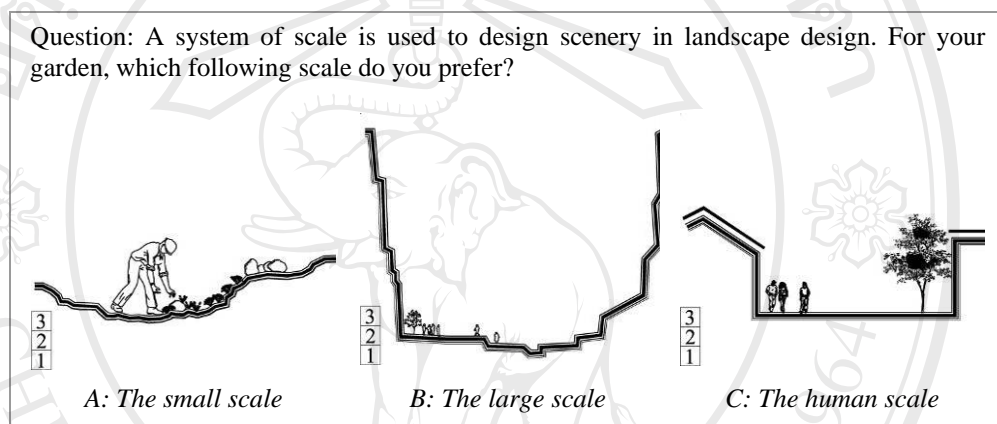 Question: A system of scale is used to design scenery in landscape design. For your
garden, which following scale do you prefer?
3 3 3
2 2 2
1 1 1
A: The small scale B: The large scale C: The human scale